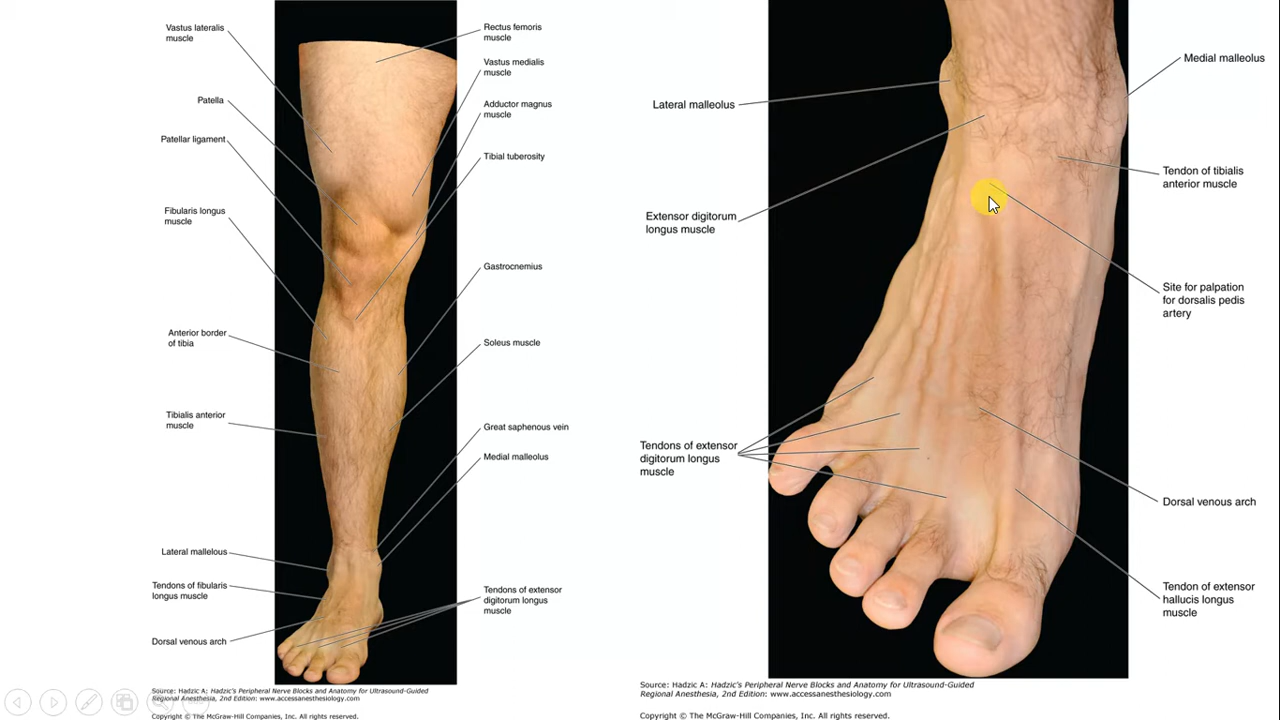 Vastus lateralis
muscle
Patella
Patellar ligament
Fibularis longus
muscle
Anterior border
of tibia
Tibialis anterior
muscle
Lateral mallelous
Tendons of fibularis
longus muscle
Dorsal venous arch
Rectus femoris
muscle
Vastus medialis
muscle
Adductor magnus
muscle
Tibial tuberosity
Gastrocnemius
Soleus muscle
Great saphenous vein
Medial malleolus
Tendons of extensor
digitorum longus
muscle
Source: Hadzic A: Hadzic's Peripheral Nerve Blocks and Anatomy for Ultrasound-Guided
Regional Anesthesia, 2nd Edition: www.accessanesthesiology.com
Copyright © The McGraw-Hill Companies, Inc. All rights reserved.
Lateral malleolus
Extensor digitorum
longus muscle
Tendons of extensor
digitorum longus
muscle
Medial malleolus
Tendon of tibialis
anterior muscle
Site for palpation
for dorsalis pedis
artery
Dorsal venous arch
Tendon of extensor
hallucis longus
muscle
Source: Hadzic A: Hadzic's Peripheral Nerve Blocks and Anatomy for Ultrasound-Guided
Regional Anesthesia, 2nd Edition: www.accessanesthesiology.com
Copyright © The McGraw-Hill Companies, Inc. All rights reserved.